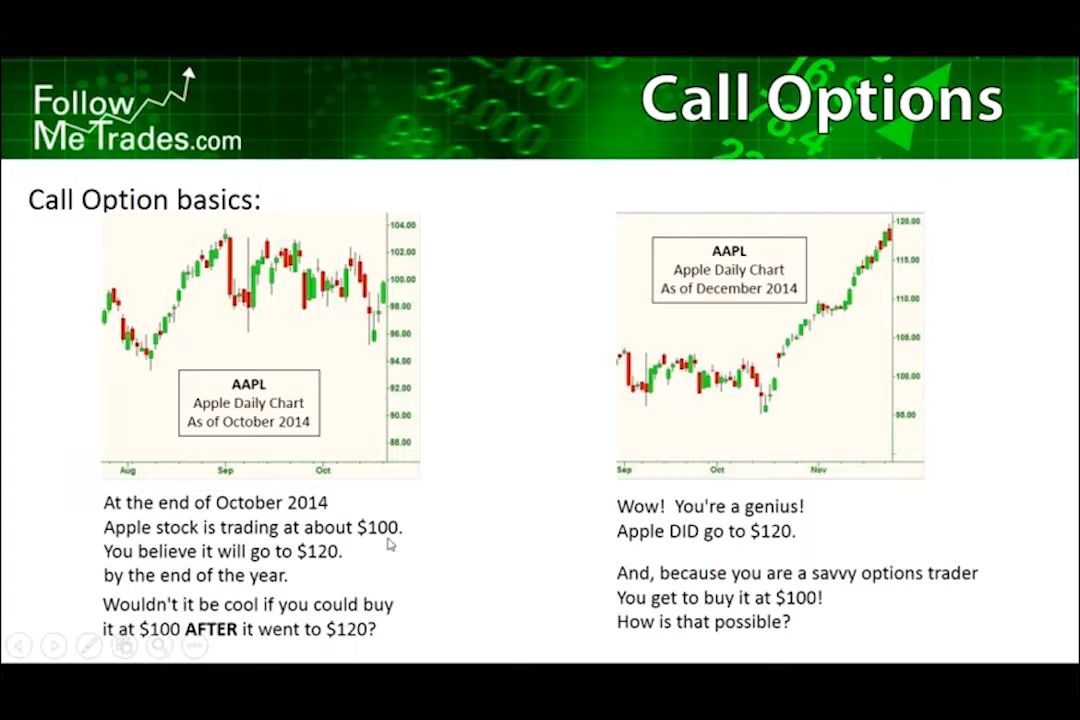 Follow
Me Trades.com
Call Options
Call Option basics:
104.00
102.00
100.00
98.00
96.00
94.00
92.00
90.00
88.00
AAPL
Apple Daily Chart
As of October 2014
Aug
Sep
Oct
At the end of October 2014
Apple stock is trading at about $100.
You believe it will go to $120.
by the end of the year.
Wouldn't it be cool if you could buy
it at $100 AFTER it went to $120?
120.00
115.00
110.00
105.00
100.00
95.00
AAPL
Apple Daily Chart
As of December 2014
Sep
Oct
Nov
Wow! You're a genius!
Apple DID go to $120.
And, because you are a savvy options trader
You get to buy it at $100!
How is that possible?